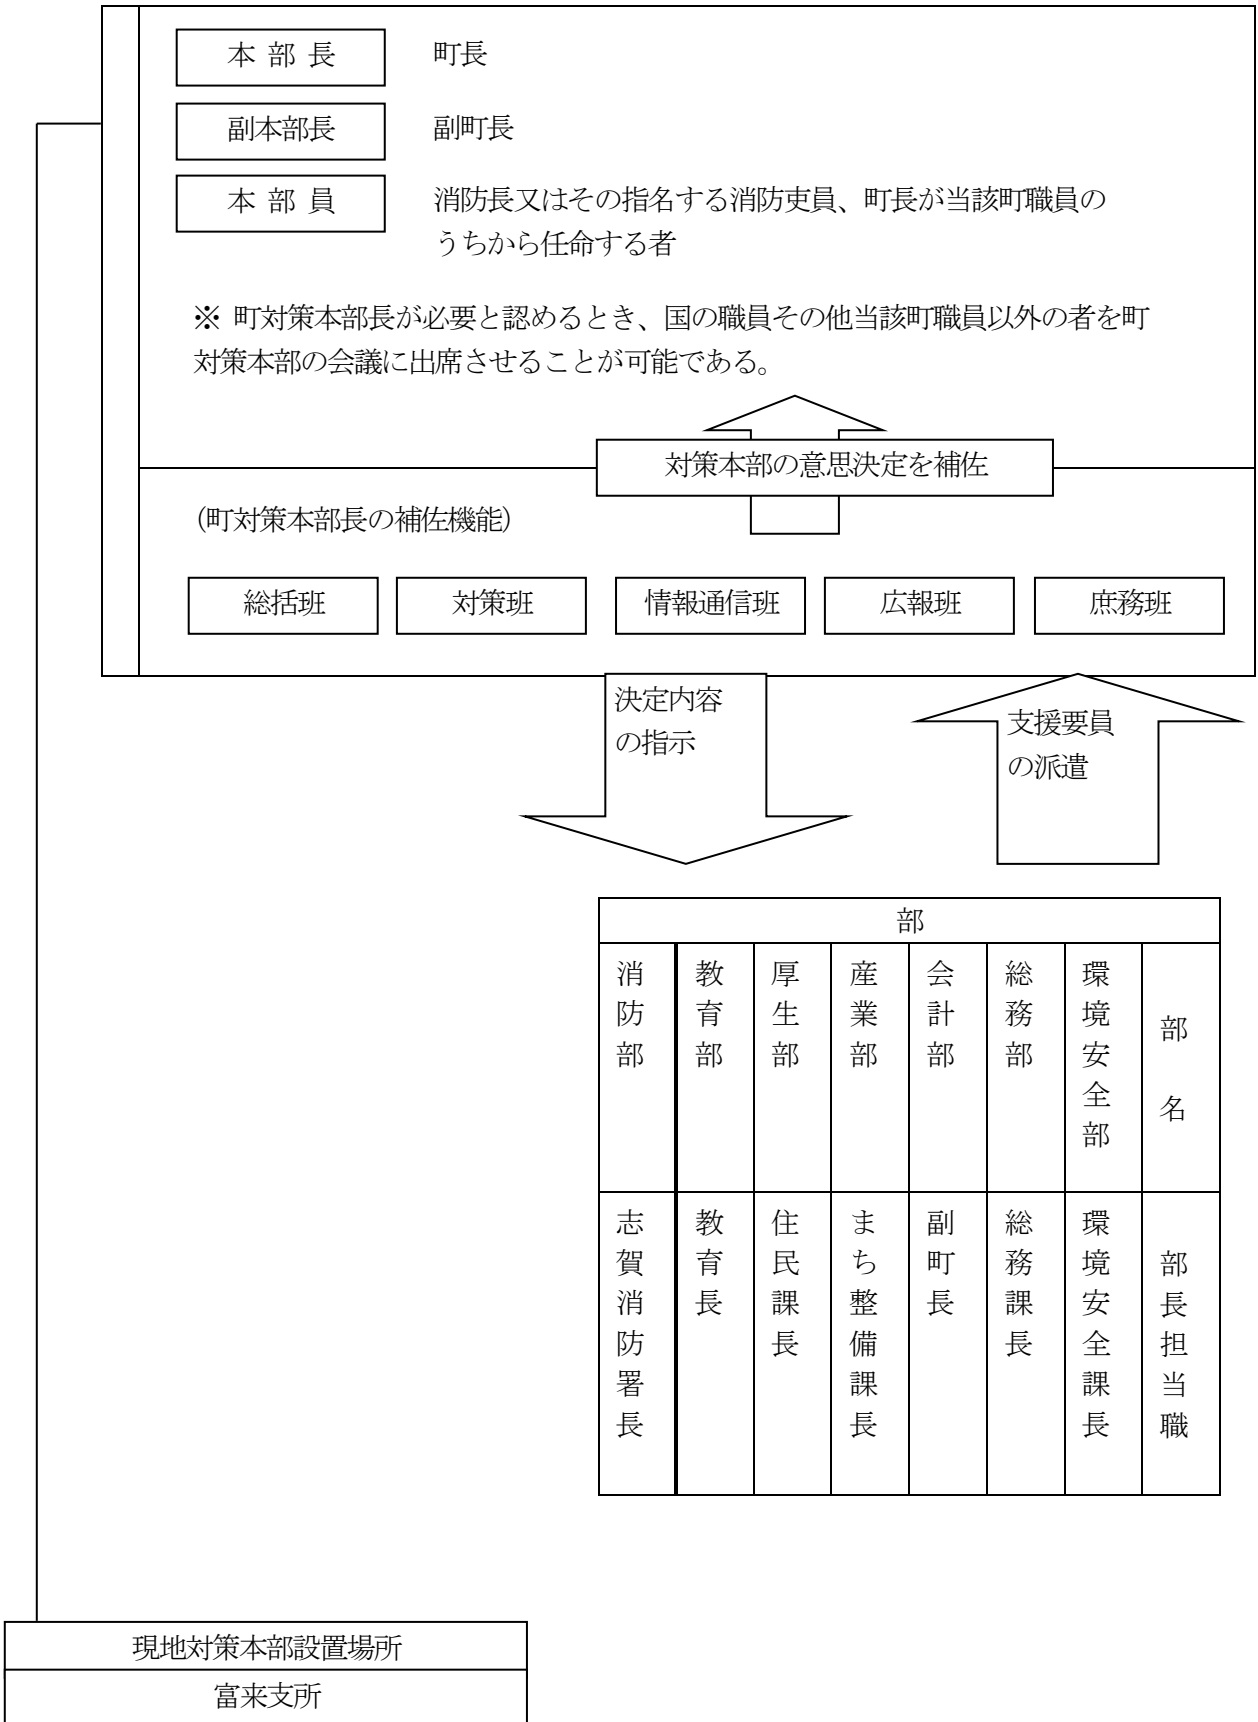 本部長
町長
副本部長
副町長
本部員
消防長又はその指名する消防吏員、町長が当該町職員の
うちから任命する者
※ 町対策本部長が必要と認めるとき、国の職員その他当該町職員以外の者を町
対策本部の会議に出席させることが可能である。
対策本部の意思決定を補佐
(町対策本部長の補佐機能)
総括班
対策班
情報通信班
広報班
庶務班
決定内容
の指示
支援要員
の派遣
部
部名
環境安全部
総務部
会計部
産業部
厚生部
教育部
消防部
部長担当職
環境安全課長
総務課長
副町長
まち整備課長
住民課長
教育長
志賀消防署長
現地対策本部設置場所
富来支所